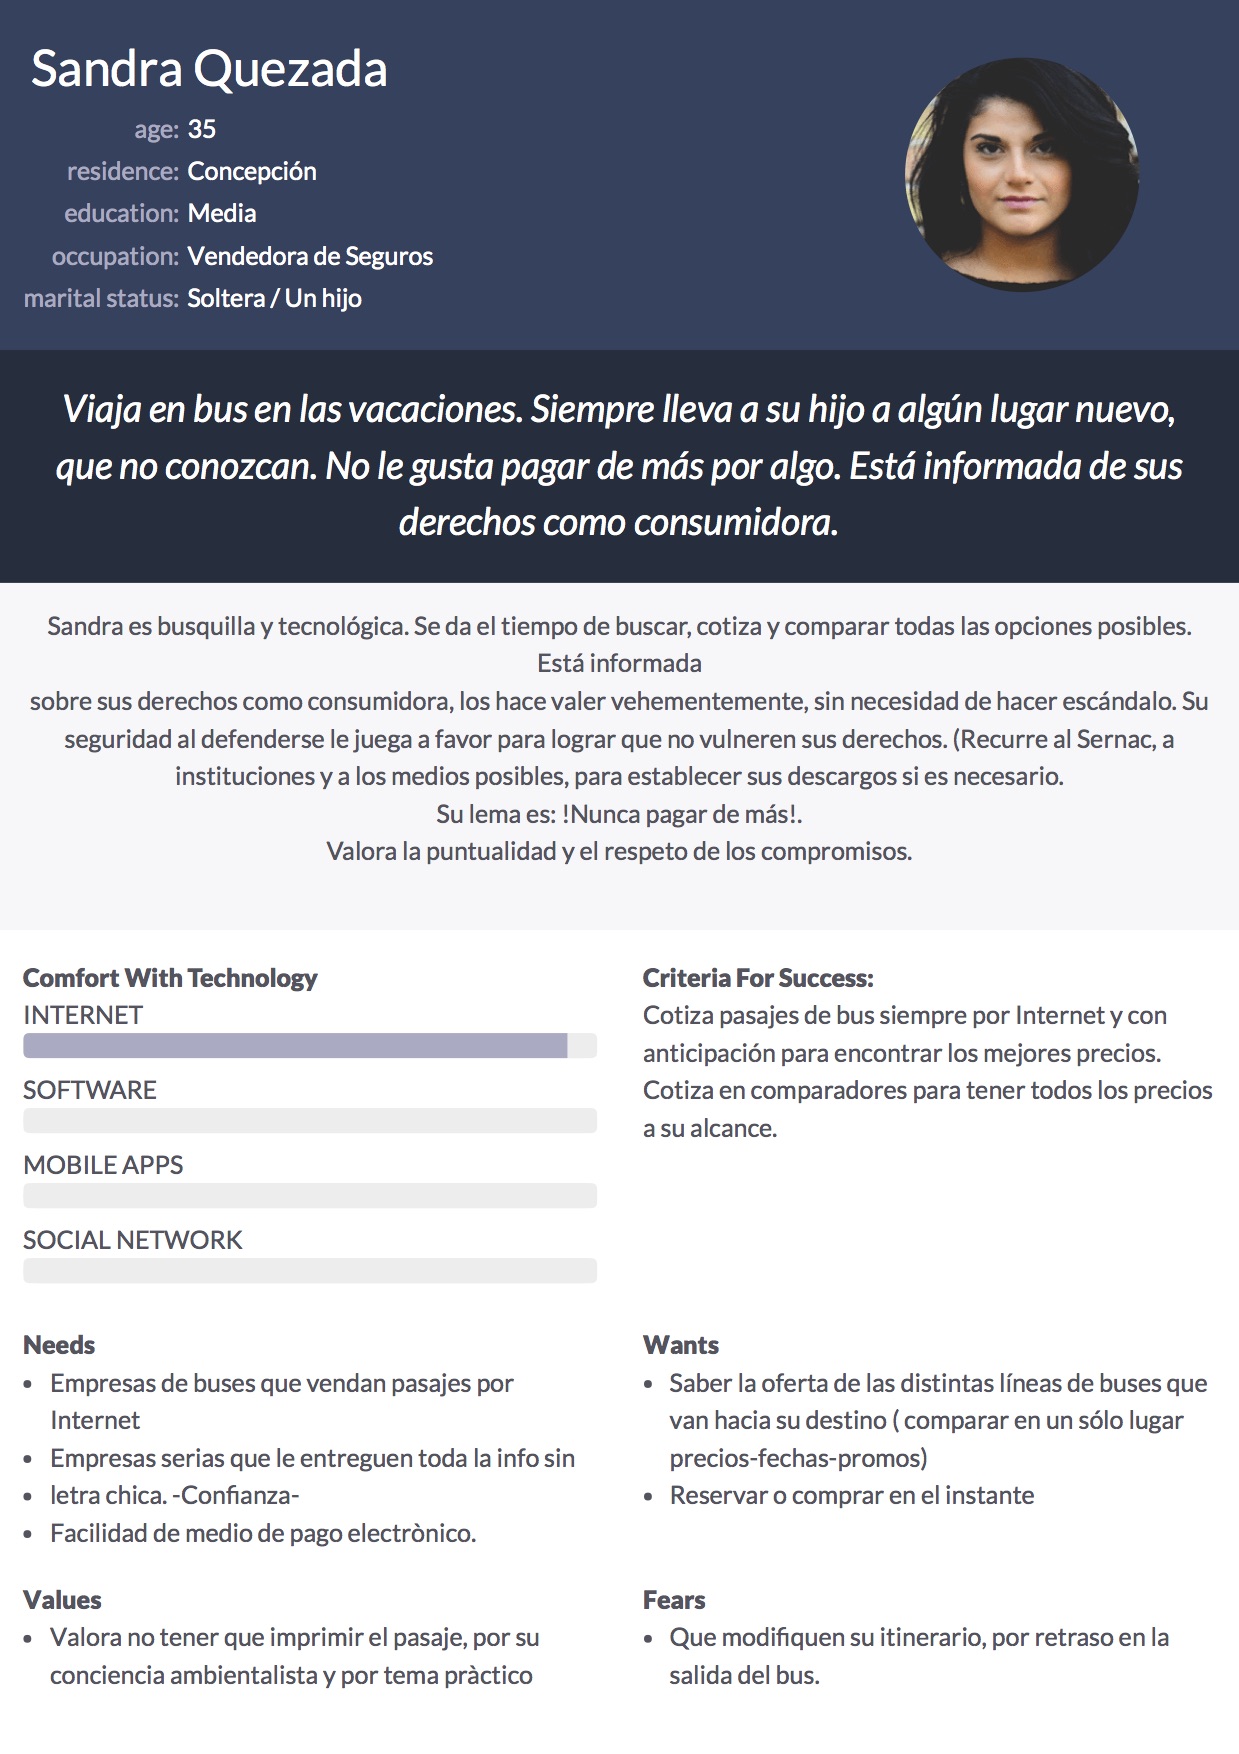 Sandra Quezada
age: 35
residence: Concepción
education: Media
occupation: Vendedora de Seguros
marital status: Soltera / Un hijo
Viaja en bus en las vacaciones. Siempre lleva a su hijo a algún lugar nuevo,
que no conozcan. No le gusta pagar de más por algo. Está informada de sus
derechos como consumidora.
Sandra es busquilla y tecnológica. Se da el tiempo de buscar, cotiza y comparar todas las opciones posibles.
Está informada
sobre sus derechos como consumidora, los hace valer vehementemente, sin necesidad de hacer escándalo. Su
seguridad al defenderse le juega a favor para lograr que no vulneren sus derechos. (Recurre al Sernac, a
instituciones y a los medios posibles, para establecer sus descargos si es necesario.
Su lema es: !Nunca pagar de más!.
Valora la puntualidad y el respeto de los compromisos.
Comfort With Technology
INTERNET
SOFTWARE
MOBILE APPS
SOCIAL NETWORK
Criteria For Success:
Cotiza pasajes de bus siempre por Internet y con
anticipación para encontrar los mejores precios.
Cotiza en comparadores para tener todos los precios
a su alcance.
Needs
• Empresas de buses que vendan pasajes por
Internet
• Empresas serias que le entreguen toda la info sin
• letra chica. -Confianza-
• Facilidad de medio de pago electrònico.
Wants
• Saber la oferta de las distintas líneas de buses que
van hacia su destino ( comparar en un sólo lugar
precios-fechas-promos)
• Reservar o comprar en el instante
Values
• Valora no tener que imprimir el pasaje, por su
conciencia ambientalista y por tema pràctico
Fears
• Que modifiquen su itinerario, por retraso en la
salida del bus.